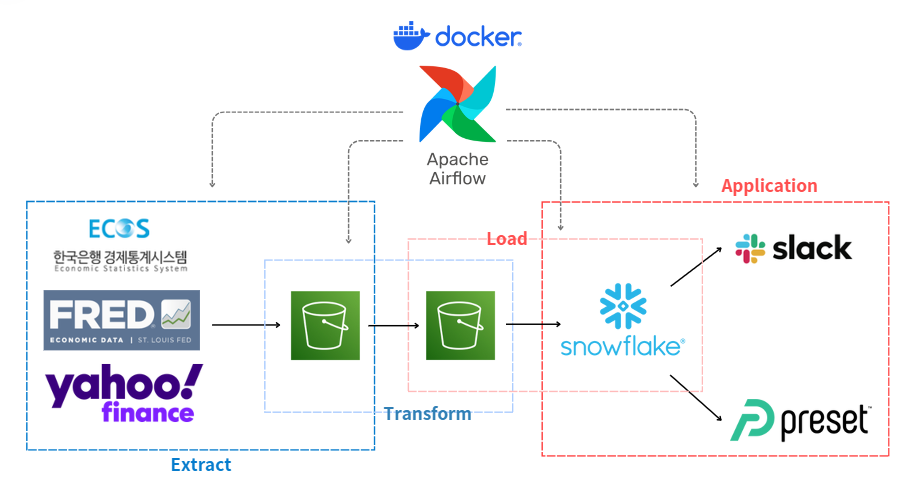 docker
Apache
Airflow
Application
ECOS
한국은행 경제통계시스템
Economic Statistics System
Load
slack
FRED
ECONOMIC DATA | ST. LOUIS FED
snowflake®
yahoo!
finance
Transform
preset™
Extract